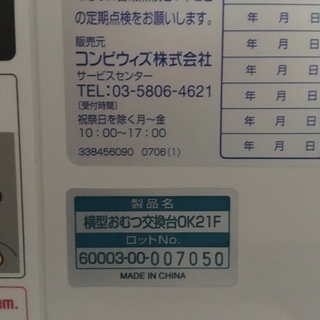 の定期点検をお願いします。
販売元
コンビウィズ株式会社
サービスセンター
TEL:03-5806-4621
［受付時間］
祝祭日を除く月～金
10：00～17：00
338456090 0706(1)
年 月 日
年 月 日
年 月 日
年 月 日
年 月 日
年 月 日
製品名
横型おむつ交換台OK21F
ロットNo.
60003-00-007050
MADE IN CHINA
em.